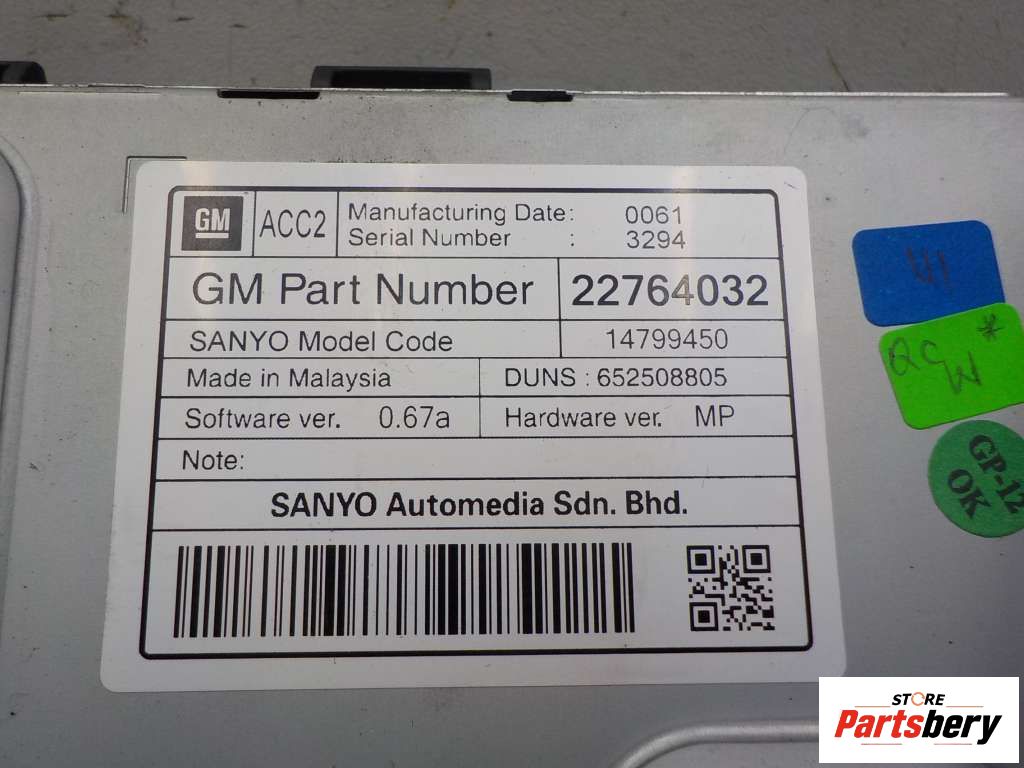 GM ACC2 Manufacturing Date: 0061
Serial Number : 3294
GM Part Number 22764032
SANYO Model Code 14799450
Made in Malaysia DUNS : 652508805
Software ver. 0.67a Hardware ver. MP
Note:
SANYO Automedia Sdn. Bhd.
GP-12
OK
STORE
Partsbery